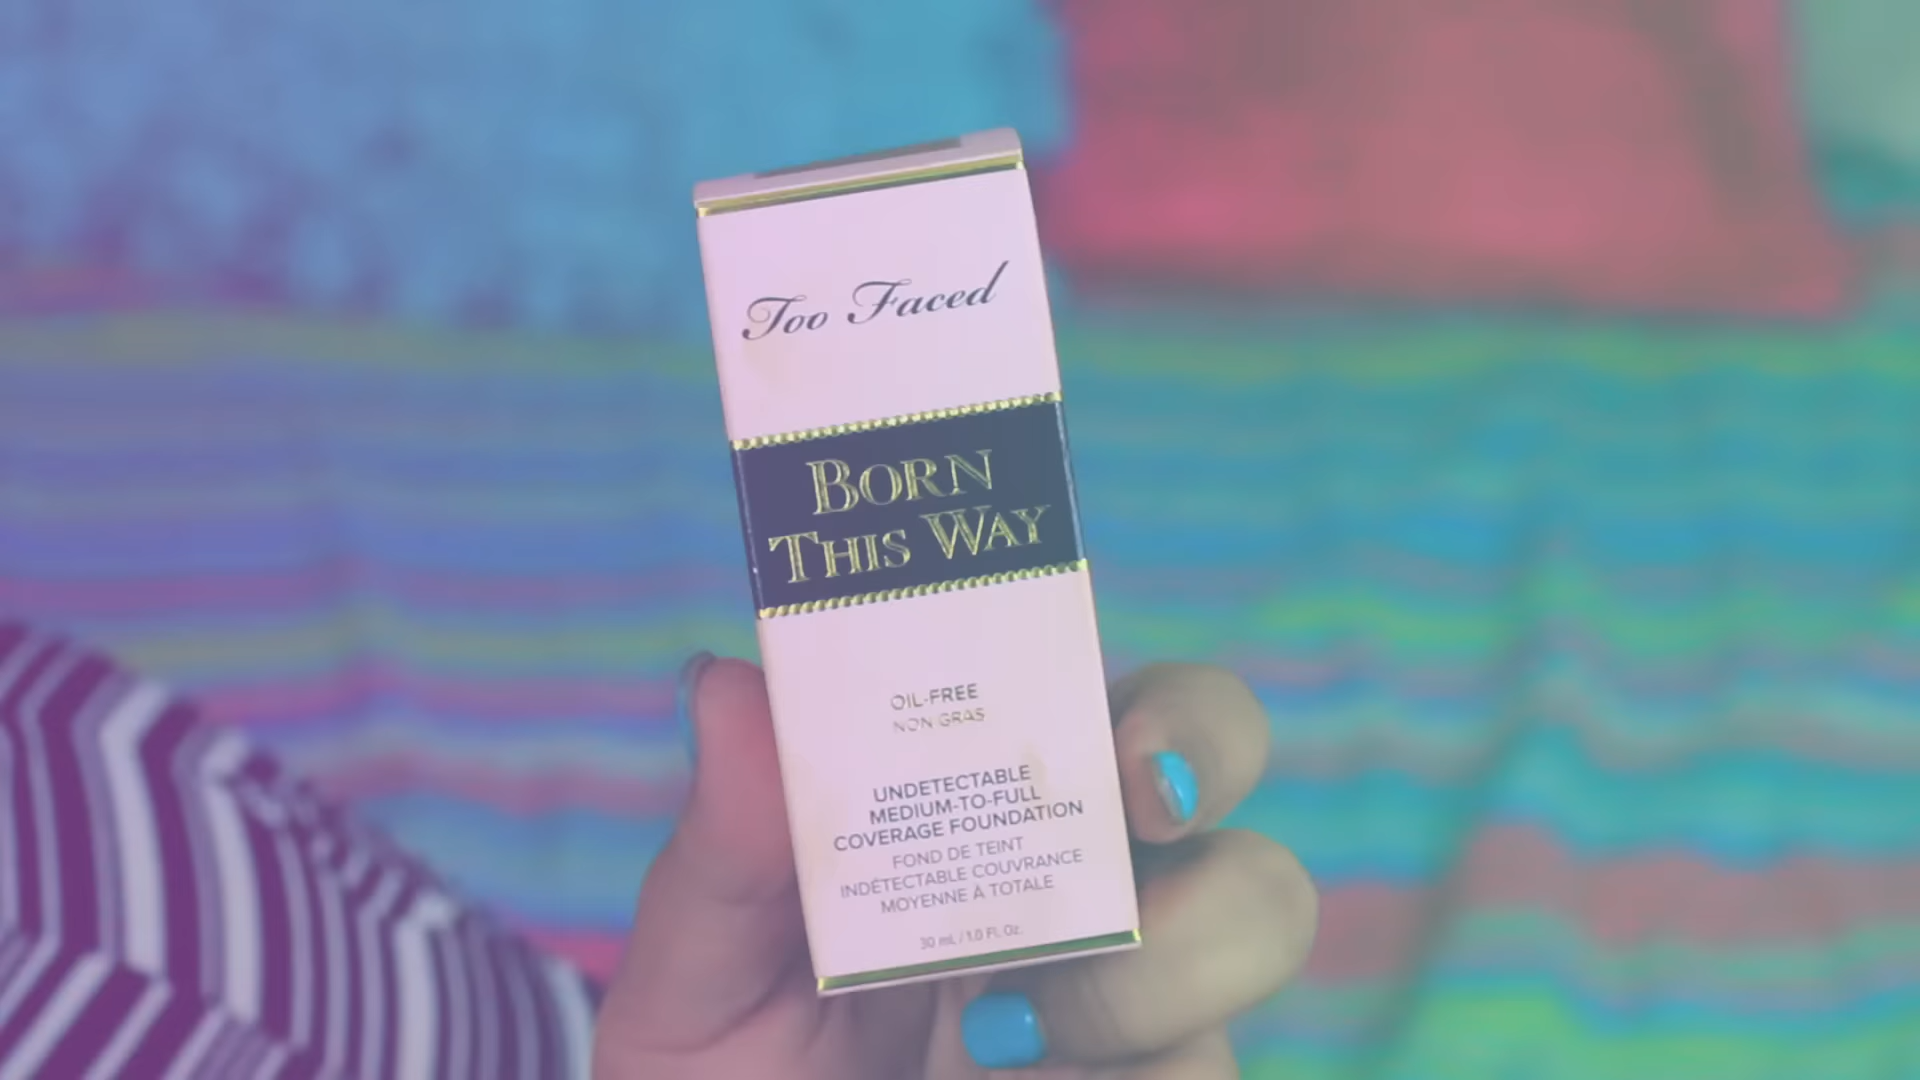 Too Faced
BORN
THIS WAY
OIL-FREE
NON GRAS
UNDETECTABLE
MEDIUM-TO-FULL
COVERAGE FOUNDATION
FOND DE TEINT
INDÉTECTABLE COUVRANCE
MOYENNE À TOTALE
30 mL / 1.0 FL. Oz.